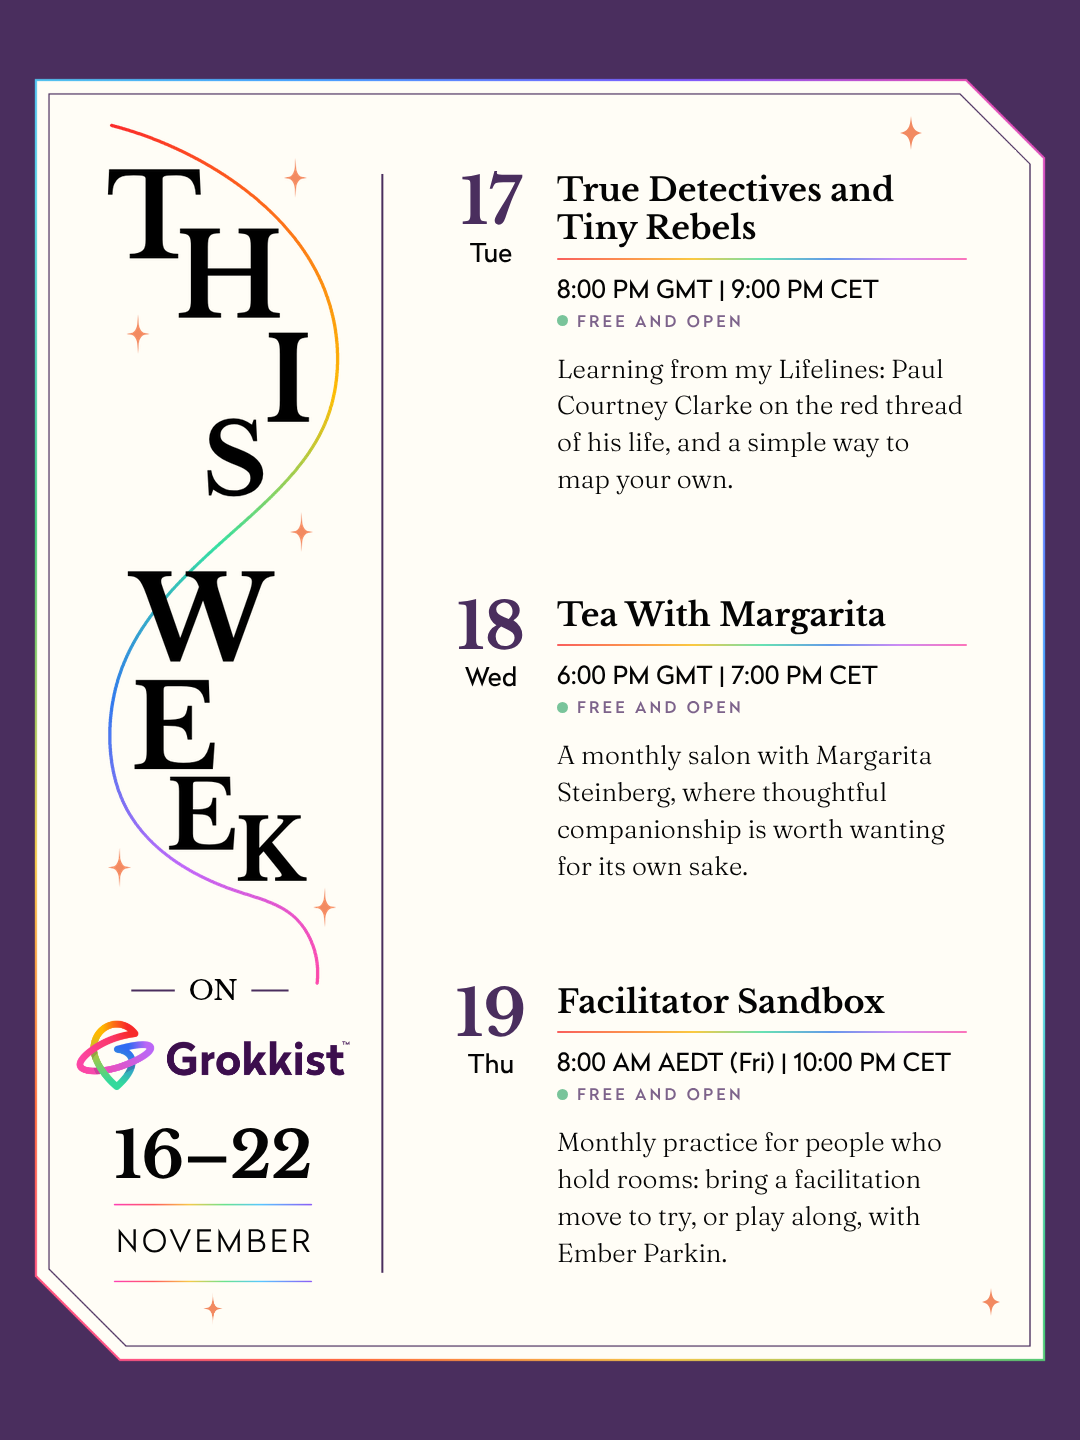 THIS
WEEK
ON
Grokkist™
16–22
NOVEMBER
17
Tue
True Detectives and
Tiny Rebels
8:00 PM GMT | 9:00 PM CET
FREE AND OPEN
Learning from my Lifelines: Paul
Courtney Clarke on the red thread
of his life, and a simple way to
map your own.
18
Wed
Tea With Margarita
6:00 PM GMT | 7:00 PM CET
FREE AND OPEN
A monthly salon with Margarita
Steinberg, where thoughtful
companionship is worth wanting
for its own sake.
19
Thu
Facilitator Sandbox
8:00 AM AEDT (Fri) | 10:00 PM CET
FREE AND OPEN
Monthly practice for people who
hold rooms: bring a facilitation
move to try, or play along, with
Ember Parkin.